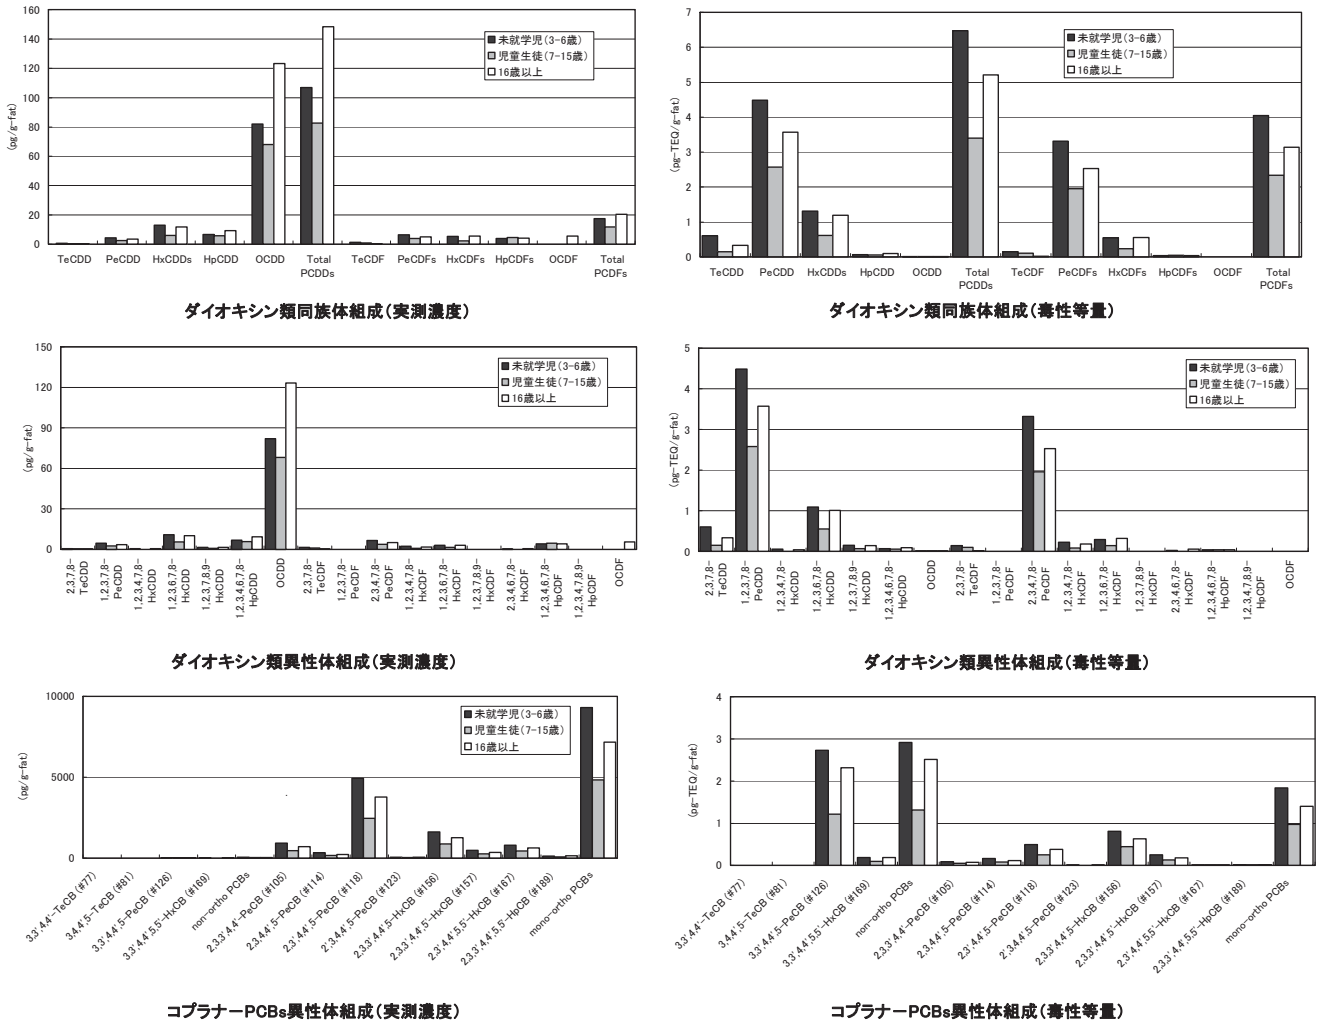 160
140
120
100
80
60
40
20
0
(pg/g-fat)
未就学児(3-6歳)
児童生徒(7-15歳)
16歳以上
TeCDD PeCDD HxCDDs HpCDD OCDD Total PCDDs TeCDF PeCDFs HxCDFs HpCDFs OCDF Total PCDFs
ダイオキシン類同族体組成(実測濃度)
7
6
5
4
3
2
1
0
(pg-TEQ/g-fat)
未就学児(3-6歳)
児童生徒(7-15歳)
16歳以上
TeCDD PeCDD HxCDDs HpCDD OCDD Total PCDDs TeCDF PeCDFs HxCDFs HpCDFs OCDF Total PCDFs
ダイオキシン類同族体組成(毒性等量)
150
120
90
60
30
0
(pg/g-fat)
未就学児(3-6歳)
児童生徒(7-15歳)
16歳以上
2,3,7,8-TeCDD
1,2,3,7,8-PeCDD
1,2,3,4,7,8-HxCDD
1,2,3,6,7,8-HxCDD
1,2,3,7,8,9-HxCDD
1,2,3,4,6,7,8-HpCDD
OCDD
2,3,7,8-TeCDF
1,2,3,7,8-PeCDF
2,3,4,7,8-PeCDF
1,2,3,4,7,8-HxCDF
1,2,3,6,7,8-HxCDF
1,2,3,7,8,9-HxCDF
2,3,4,6,7,8-HxCDF
1,2,3,4,6,7,8-HpCDF
1,2,3,4,7,8,9-HpCDF
OCDF
ダイオキシン類異性体組成(実測濃度)
5
4
3
2
1
0
(pg-TEQ/g-fat)
未就学児(3-6歳)
児童生徒(7-15歳)
16歳以上
2,3,7,8-TeCDD
1,2,3,7,8-PeCDD
1,2,3,4,7,8-HxCDD
1,2,3,6,7,8-HxCDD
1,2,3,7,8,9-HxCDD
1,2,3,4,6,7,8-HpCDD
OCDD
2,3,7,8-TeCDF
1,2,3,7,8-PeCDF
2,3,4,7,8-PeCDF
1,2,3,4,7,8-HxCDF
1,2,3,6,7,8-HxCDF
1,2,3,7,8,9-HxCDF
2,3,4,6,7,8-HxCDF
1,2,3,4,6,7,8-HpCDF
1,2,3,4,7,8,9-HpCDF
OCDF
ダイオキシン類異性体組成(毒性等量)
10000
5000
0
(pg/g-fat)
未就学児(3-6歳)
児童生徒(7-15歳)
16歳以上
3,3',4,4'-TeCB (#77)
3,4,4',5-TeCB (#81)
3,3',4,4',5-PeCB (#126)
3,3',4,4',5,5'-HxCB (#169)
non-ortho PCBs
2,3,3',4,4'-PeCB (#105)
2,3,4,4',5-PeCB (#114)
2,3',4,4',5-PeCB (#118)
2',3,4,4',5-PeCB (#123)
2,3,3',4,4',5-HxCB (#156)
2,3,3',4,4',5'-HxCB (#157)
2,3',4,4',5,5'-HxCB (#167)
2,3,3',4,4',5,5'-HpCB (#189)
mono-ortho PCBs
コプラナーPCBs異性体組成(実測濃度)
4
3
2
1
0
(pg-TEQ/g-fat)
3,3',4,4'-TeCB (#77)
3,4,4',5-TeCB (#81)
3,3',4,4',5-PeCB (#126)
3,3',4,4',5,5'-HxCB (#169)
non-ortho PCBs
2,3,3',4,4'-PeCB (#105)
2,3,4,4',5-PeCB (#114)
2,3',4,4',5-PeCB (#118)
2',3,4,4',5-PeCB (#123)
2,3,3',4,4',5-HxCB (#156)
2,3,3',4,4',5'-HxCB (#157)
2,3',4,4',5,5'-HxCB (#167)
2,3,3',4,4',5,5'-HpCB (#189)
mono-ortho PCBs
コプラナーPCBs異性体組成(毒性等量)